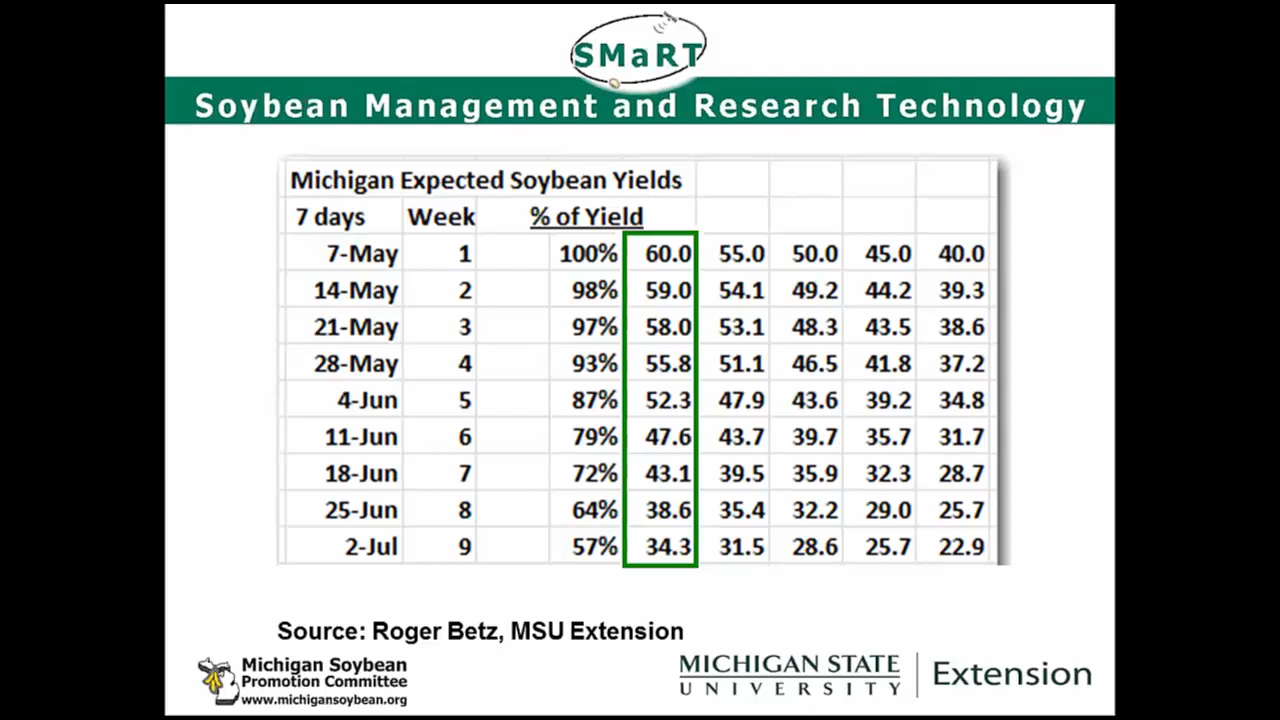 SMaRT
Soybean Management and Research Technology
Michigan Expected Soybean Yields
7 days Week % of Yield
7-May 1 100% 60.0 55.0 50.0 45.0 40.0
14-May 2 98% 59.0 54.1 49.2 44.2 39.3
21-May 3 97% 58.0 53.1 48.3 43.5 38.6
28-May 4 93% 55.8 51.1 46.5 41.8 37.2
4-Jun 5 87% 52.3 47.9 43.6 39.2 34.8
11-Jun 6 79% 47.6 43.7 39.7 35.7 31.7
18-Jun 7 72% 43.1 39.5 35.9 32.3 28.7
25-Jun 8 64% 38.6 35.4 32.2 29.0 25.7
2-Jul 9 57% 34.3 31.5 28.6 25.7 22.9
Source: Roger Betz, MSU Extension
Michigan Soybean
Promotion Committee
www.michigansoybean.org
MICHIGAN STATE
UNIVERSITY
Extension